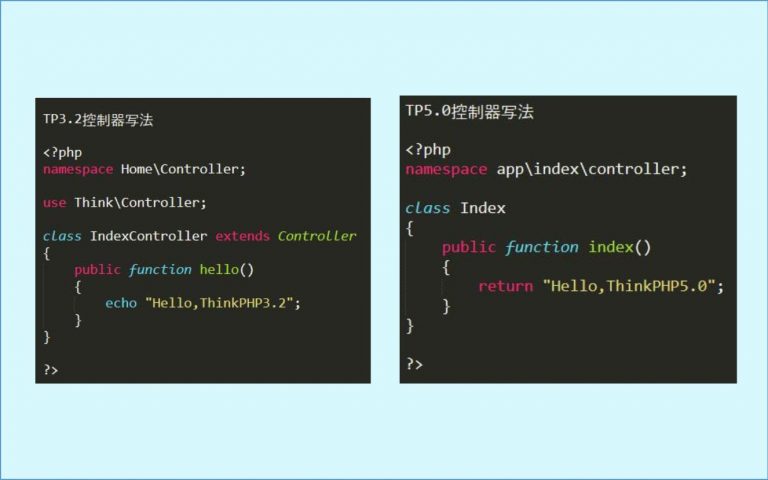 TP3.2控制器写法
<?php
namespace Home\Controller;
use Think\Controller;
class IndexController extends Controller
{
public function hello()
{
echo "Hello,ThinkPHP3.2";
}
}
?>
TP5.0控制器写法
<?php
namespace app\index\controller;
class Index
{
public function index()
{
return "Hello,ThinkPHP5.0";
}
}
?>